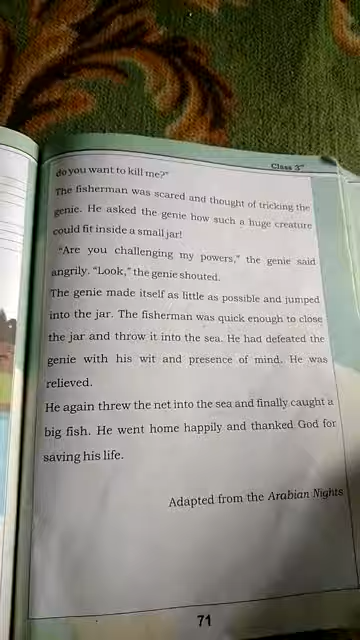 Class 3rd
do you want to kill me?"
The fisherman was scared and thought of tricking the
genie. He asked the genie how such a huge creature
could fit inside a small jar!
"Are you challenging my powers," the genie said
angrily. "Look," the genie shouted.
The genie made itself as little as possible and jumped
into the jar. The fisherman was quick enough to close
the jar and throw it into the sea. He had defeated the
genie with his wit and presence of mind. He was
relieved.
He again threw the net into the sea and finally caught a
big fish. He went home happily and thanked God for
saving his life.
Adapted from the Arabian Nights
71